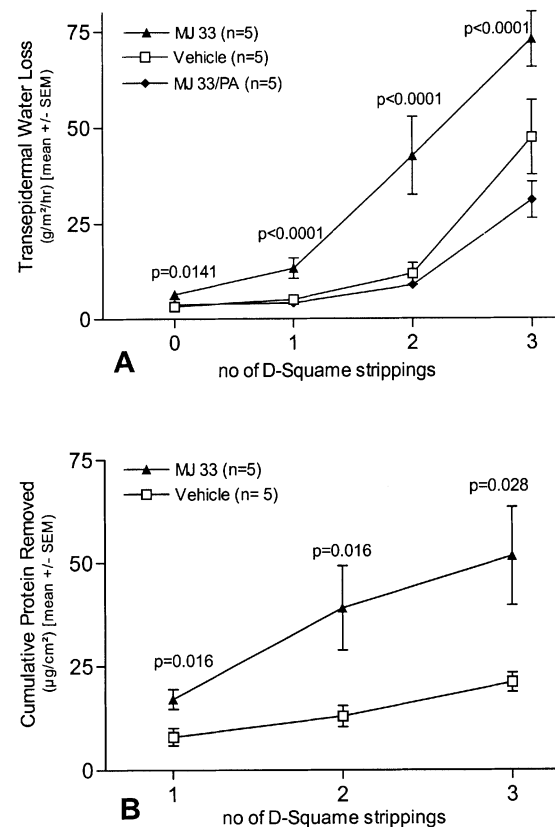 75
MJ 33 (n=5)
Vehicle (n=5)
MJ 33/PA (n=5)
p<0.0001
p<0.0001
p<0.0001
p=0.0141
Transepidermal Water Loss
(g/m²/hr) [mean +/- SEM)
50
25
0
0 1 2 3
A
no of D-Squame strippings
75
MJ 33 (n=5)
Vehicle (n= 5)
p=0.028
p=0.016
p=0.016
Cumulative Protein Removed
(µg/cm²) [mean +/- SEM)
50
25
0
1 2 3
B
no of D-Squame strippings